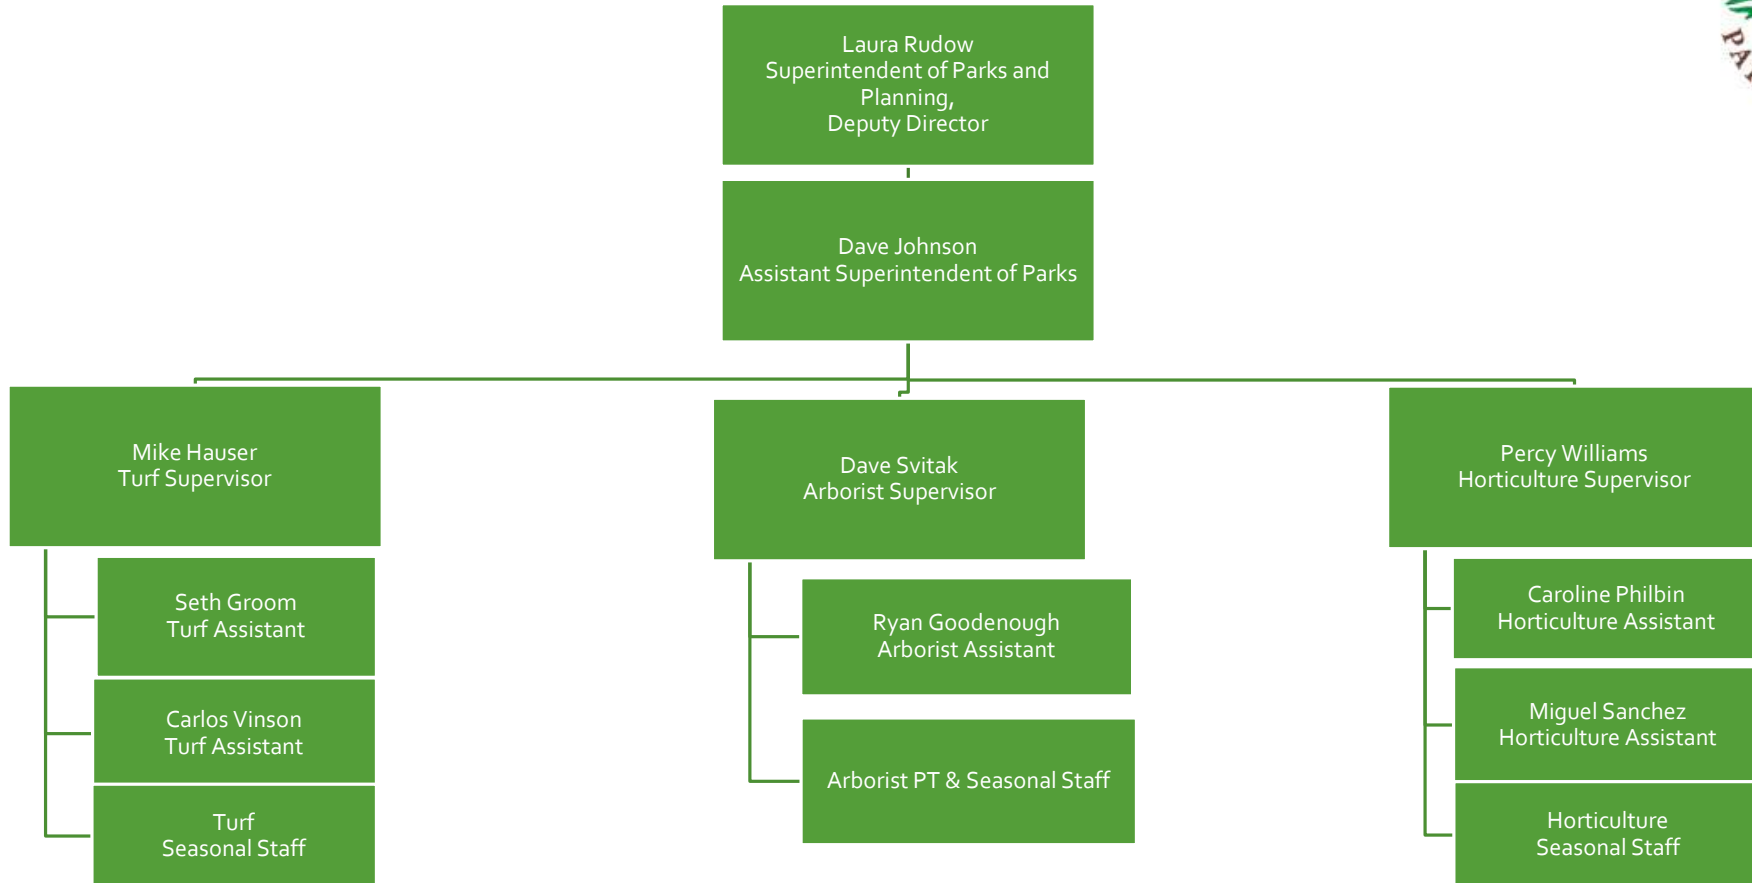 Laura Rudow
Superintendent of Parks and
Planning,
Deputy Director
Dave Johnson
Assistant Superintendent of Parks
Mike Hauser
Turf Supervisor
Dave Svitak
Arborist Supervisor
Percy Williams
Horticulture Supervisor
Seth Groom
Turf Assistant
Carlos Vinson
Turf Assistant
Turf
Seasonal Staff
Ryan Goodenough
Arborist Assistant
Arborist PT & Seasonal Staff
Caroline Philbin
Horticulture Assistant
Miguel Sanchez
Horticulture Assistant
Horticulture
Seasonal Staff